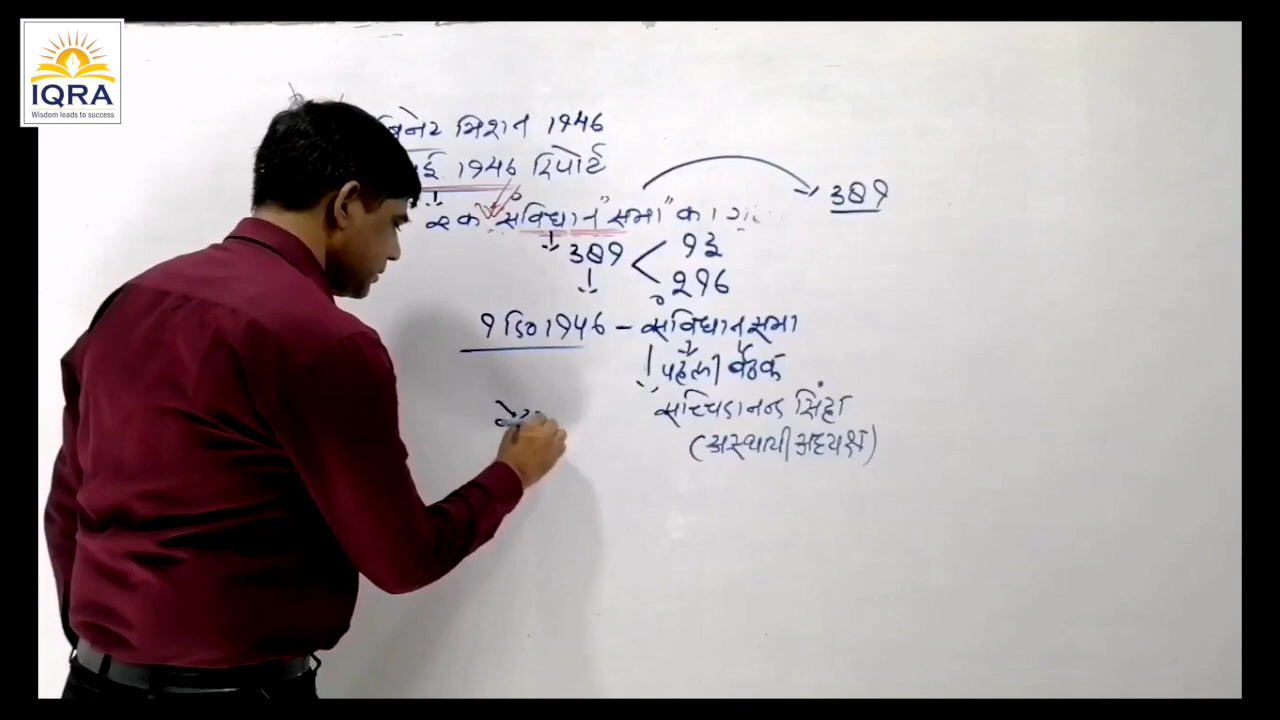 IQRA
Wisdom leads to success
बिनेट मिशन 1946
ई 1946 रिपोर्ट
एक संविधान "सभा" का
389
389
93
296
9 दि० 1946 - संविधान सभा
पहली बैठक
सच्चिदानन्द सिंहा
(अस्थायी अध्यक्ष)